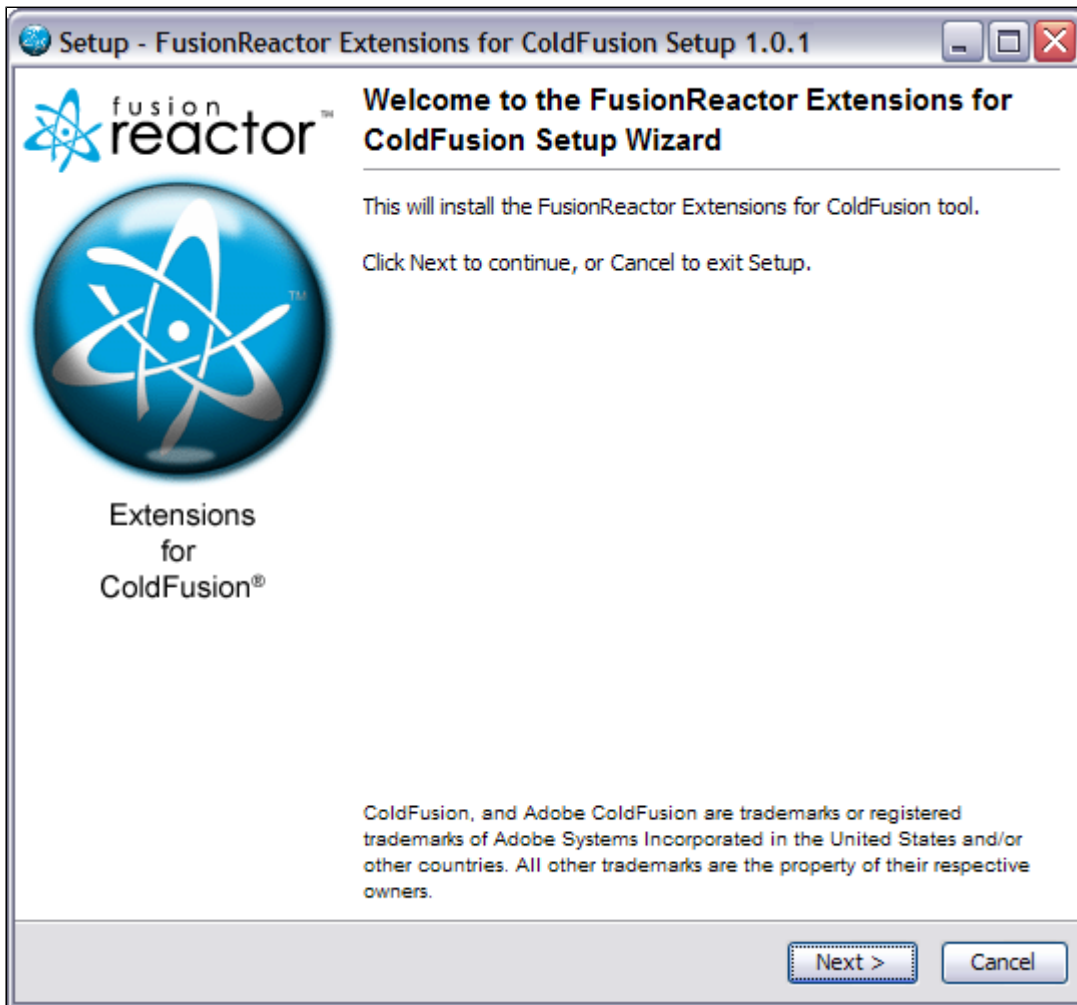 Setup - FusionReactor Extensions for ColdFusion Setup 1.0.1
fusion
reactor™
Welcome to the FusionReactor Extensions for
ColdFusion Setup Wizard
This will install the FusionReactor Extensions for ColdFusion tool.
Click Next to continue, or Cancel to exit Setup.
TM
Extensions
for
ColdFusion®
ColdFusion, and Adobe ColdFusion are trademarks or registered
trademarks of Adobe Systems Incorporated in the United States and/or
other countries. All other trademarks are the property of their respective
owners.
Next >
Cancel